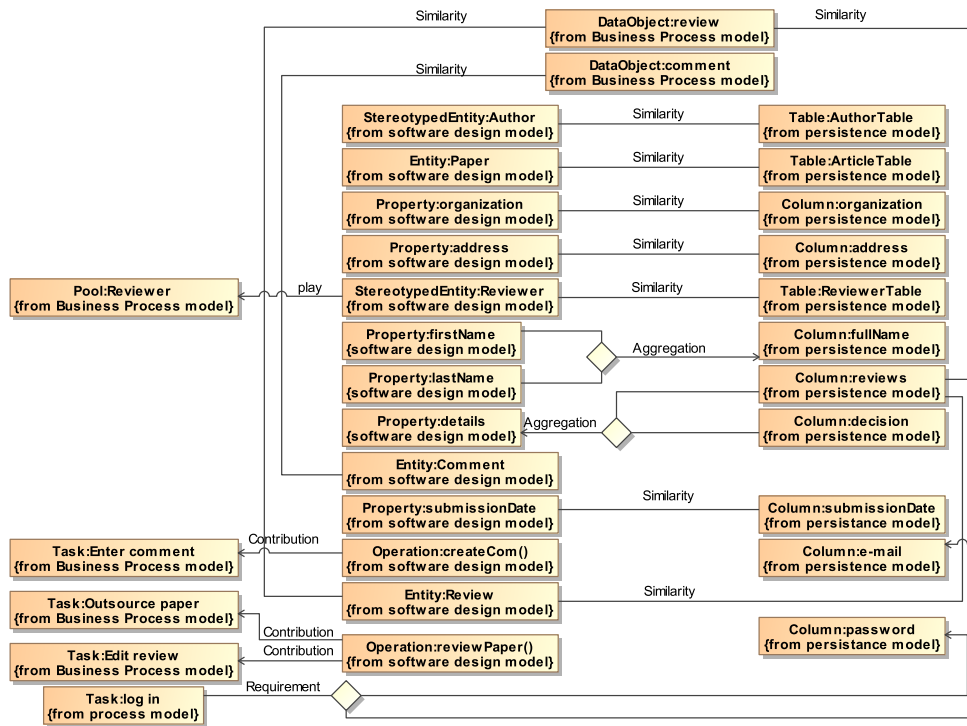 Similarity
DataObject:review
{from Business Process model}
Similarity
Similarity
DataObject:comment
{from Business Process model}
StereotypedEntity:Author
{from software design model}
Similarity
Table:AuthorTable
{from persistence model}
Entity:Paper
{from software design model}
Similarity
Table:ArticleTable
{from persistence model}
Property:organization
{from software design model}
Similarity
Column:organization
{from persistence model}
Property:address
{from software design model}
Similarity
Column:address
{from persistence model}
Pool:Reviewer
{from Business Process model}
play
StereotypedEntity:Reviewer
{from software design model}
Similarity
Table:ReviewerTable
{from persistence model}
Property:firstName
{software design model}
Aggregation
Column:fullName
{from persistence model}
Property:lastName
{software design model}
Column:reviews
{from persistence model}
Property:details
{software design model}
Aggregation
Column:decision
{from persistence model}
Entity:Comment
{from software design model}
Property:submissionDate
{from software design model}
Similarity
Column:submissionDate
{from persistance model}
Task:Enter comment
{from Business Process model}
Contribution
Operation:createCom()
{from software design model}
Column:e-mail
{from persistance model}
Task:Outsource paper
{from Business Process model}
Entity:Review
{from software design model}
Similarity
Contribution
Column:password
{from persistance model}
Task:Edit review
{from Business Process model}
Contribution
Operation:reviewPaper()
{from software design model}
Task:log in
{from process model}
Requirement